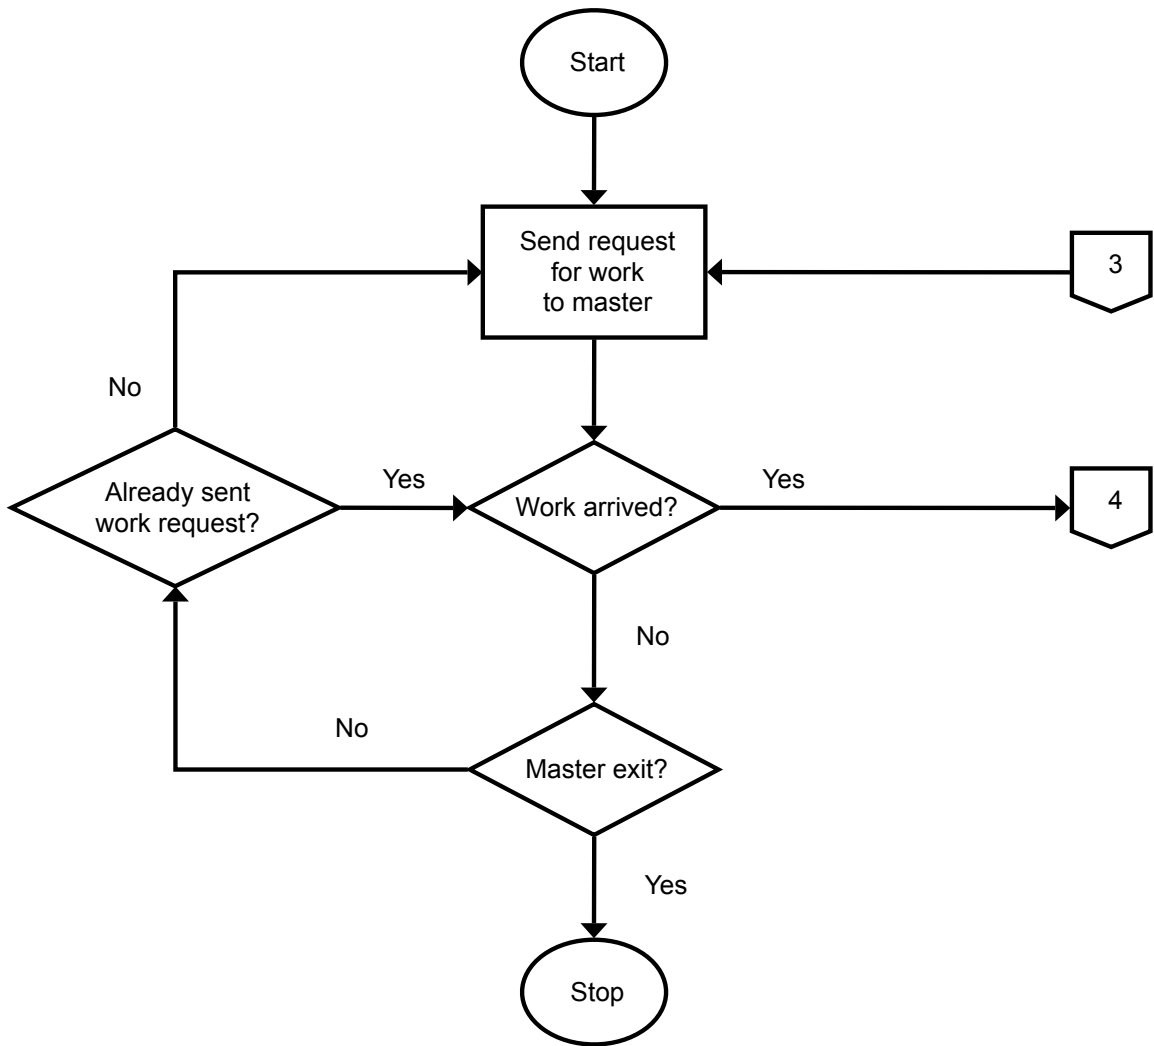 Start
Send request
for work
to master
3
No
Already sent
work request?
Yes
Work arrived?
Yes
4
No
No
Master exit?
Yes
Stop